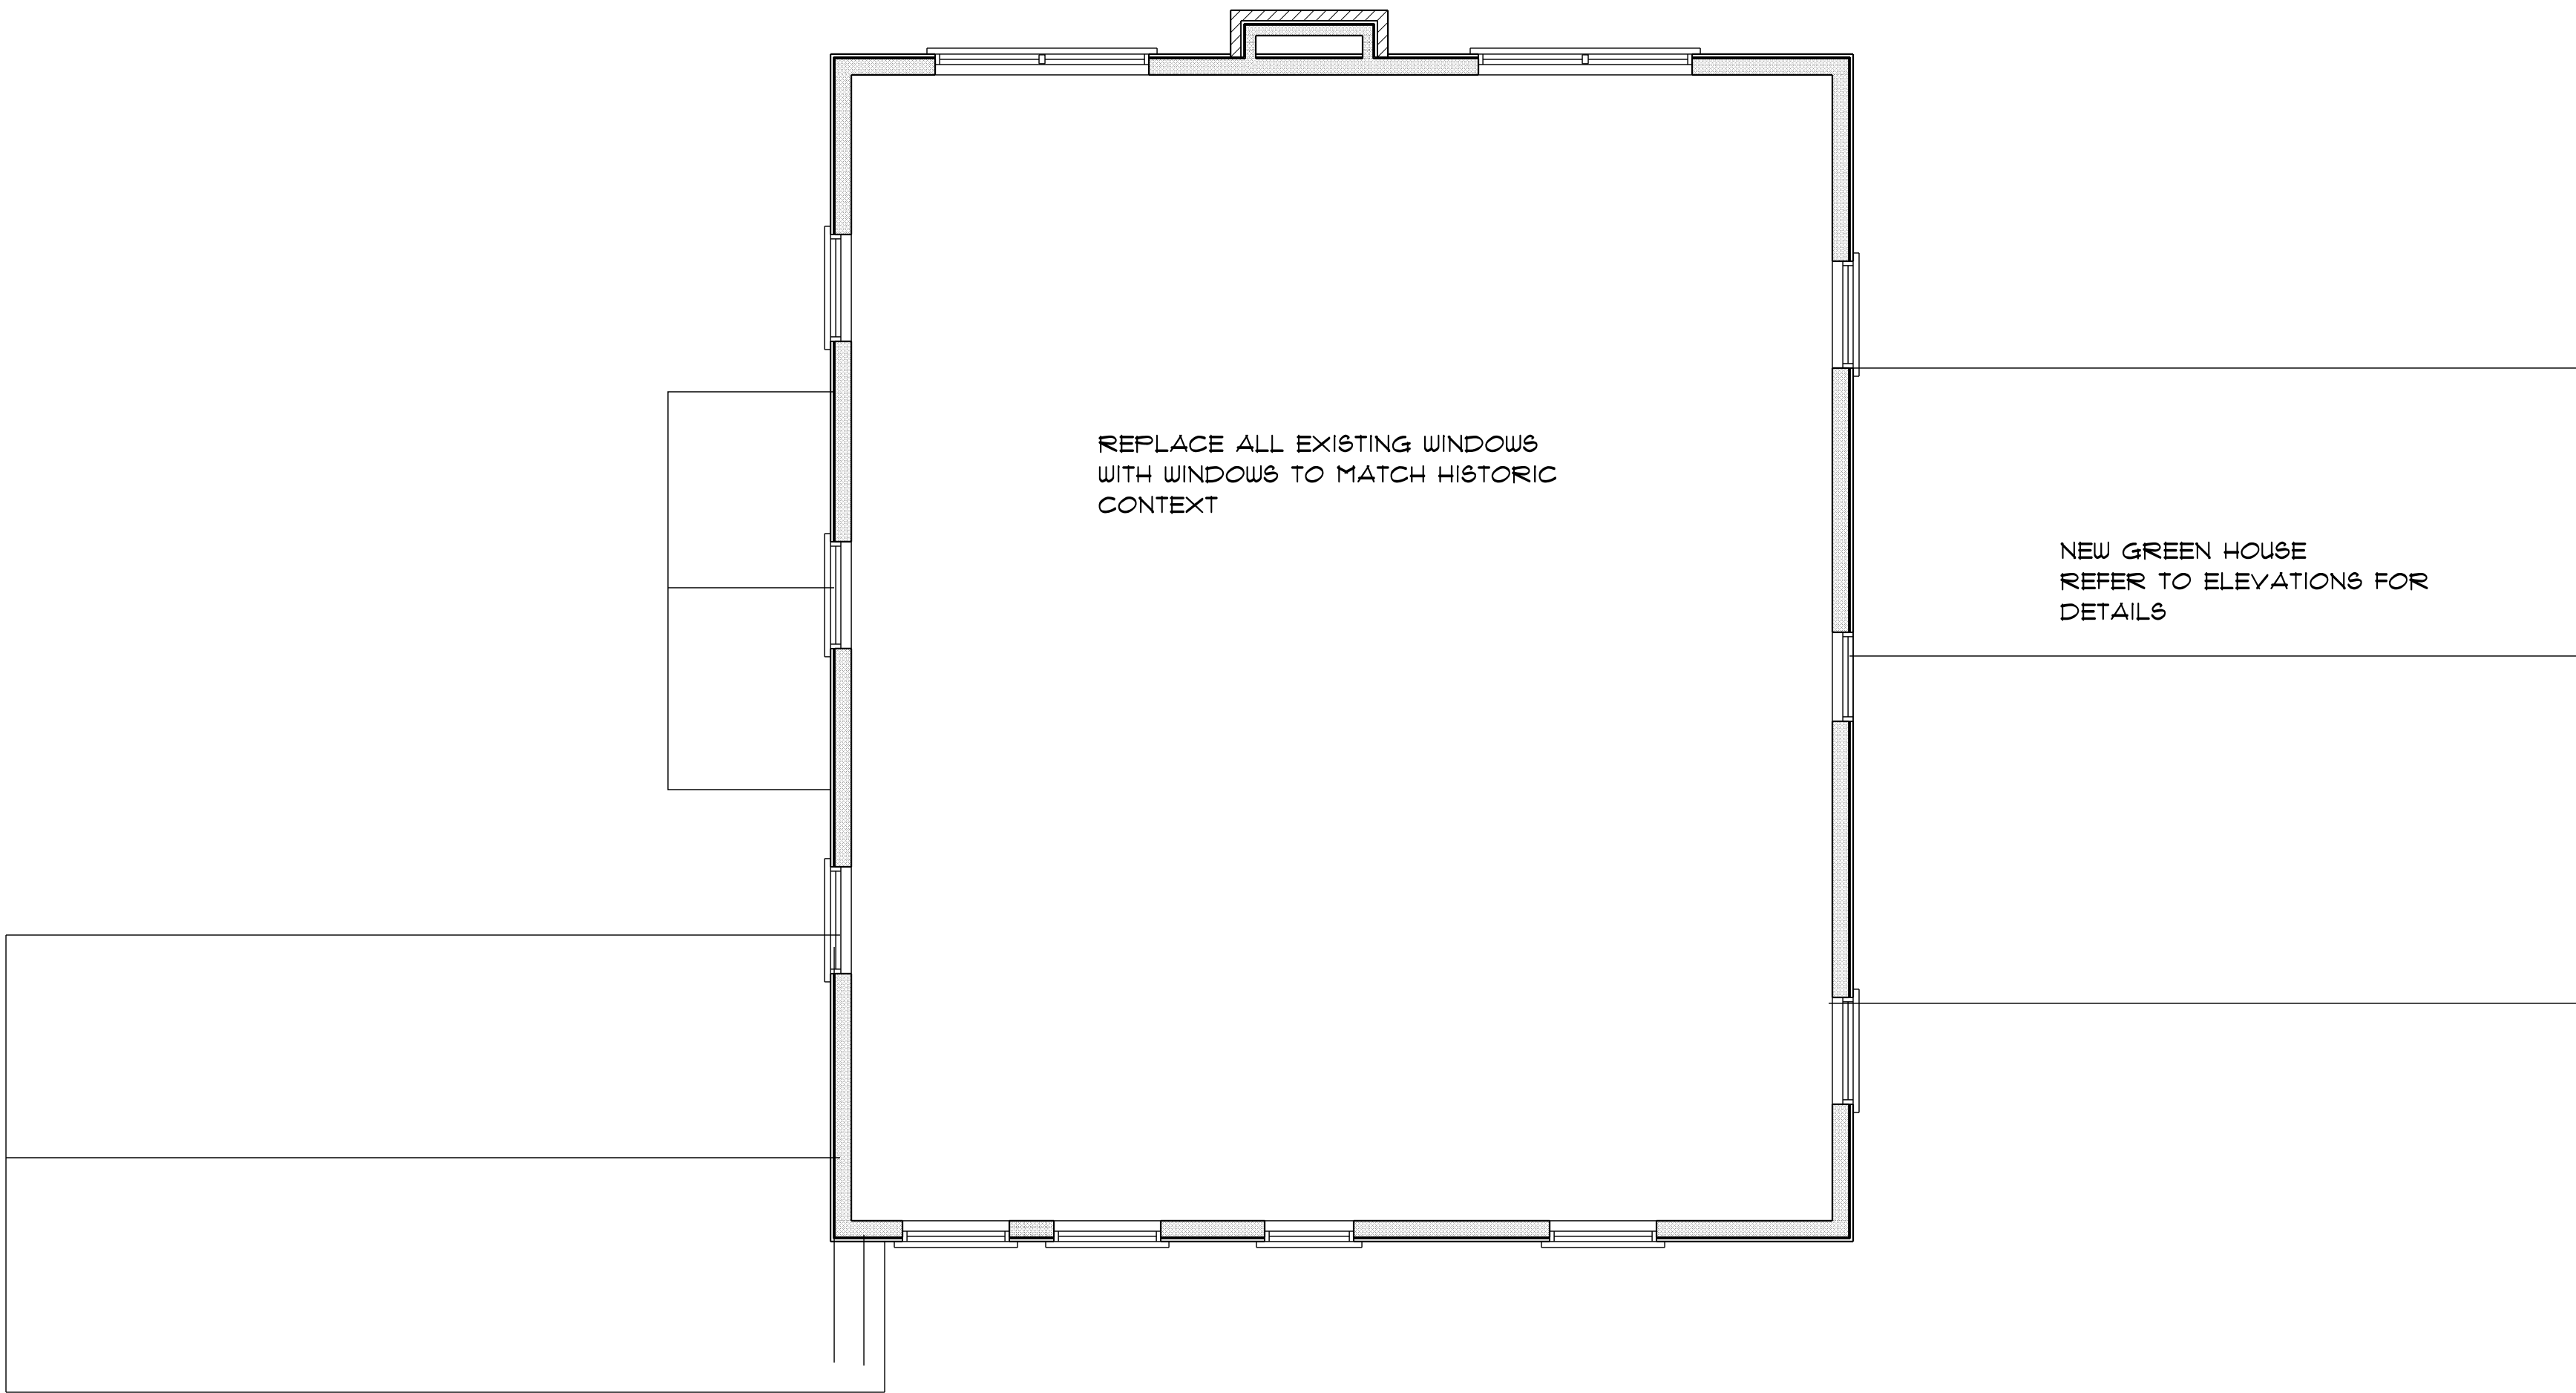 REPLACE ALL EXISTING WINDOWS
WITH WINDOWS TO MATCH HISTORIC
CONTEXT
NEW GREEN HOUSE
REFER TO ELEVATIONS FOR
DETAILS